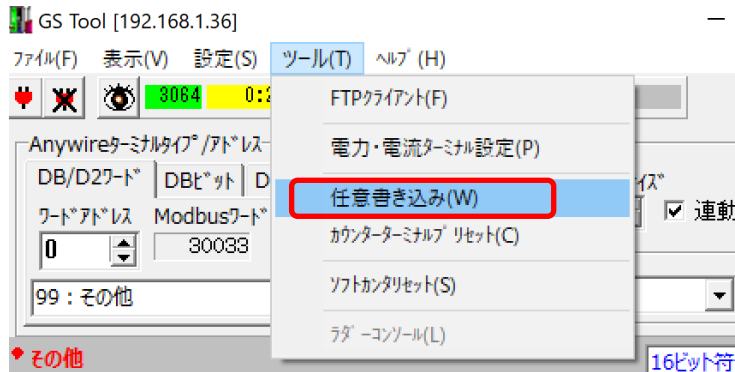 GS Tool [192.168.1.36]
ﾌｧｲﾙ(F) 表示(V) 設定(S) ツール(T) ﾍﾙﾌﾟ(H)
3064 0:2
FTPｸﾗｲｱﾝﾄ(F)
電力・電流ﾀｰﾐﾅﾙ設定(P)
任意書き込み(W)
ｶｳﾝﾀｰﾀｰﾐﾅﾙﾌﾟﾘｾｯﾄ(C)
ｿﾌﾄｶﾝﾀﾘｾｯﾄ(S)
ﾗﾀﾞｰｺﾝｿｰﾙ(L)
Anywireﾀｰﾐﾅﾙﾀｲﾌﾟ/ｱﾄﾞﾚｽ
DB/D2ﾜｰﾄﾞ DBﾋﾞｯﾄ D
ｲｽﾞ
ﾜｰﾄﾞｱﾄﾞﾚｽ Modbusﾜｰﾄﾞ
連動
0 30033
99：その他
その他
16ビット符